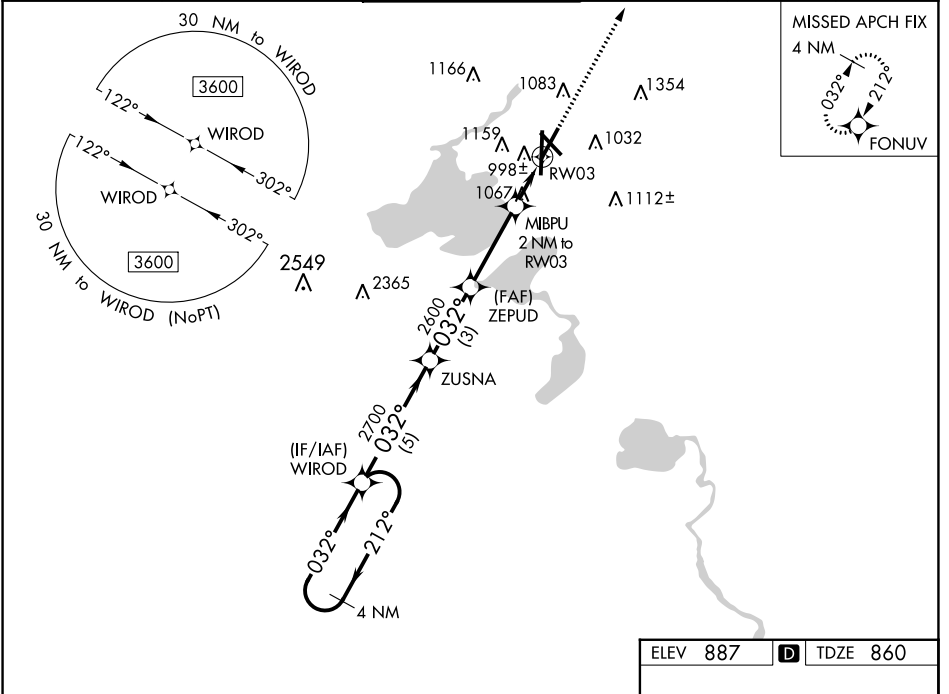 30 NM to WIROD
3600
122°
WIROD
302°
122°
WIROD
302°
3600
30 NM to WIROD (NoPT)
MISSED APCH FIX
4 NM
032°
212°
FONUV
1166
1083
1354
1159
1032
998±
RW03
1067
1112±
MIBPU
2 NM to
RW03
2549
2365
(FAF)
ZEPUD
2600
032°
(3)
ZUSNA
2700
032°
(5)
(IF/IAF)
WIROD
032°
212°
4 NM
ELEV 887 D TDZE 860